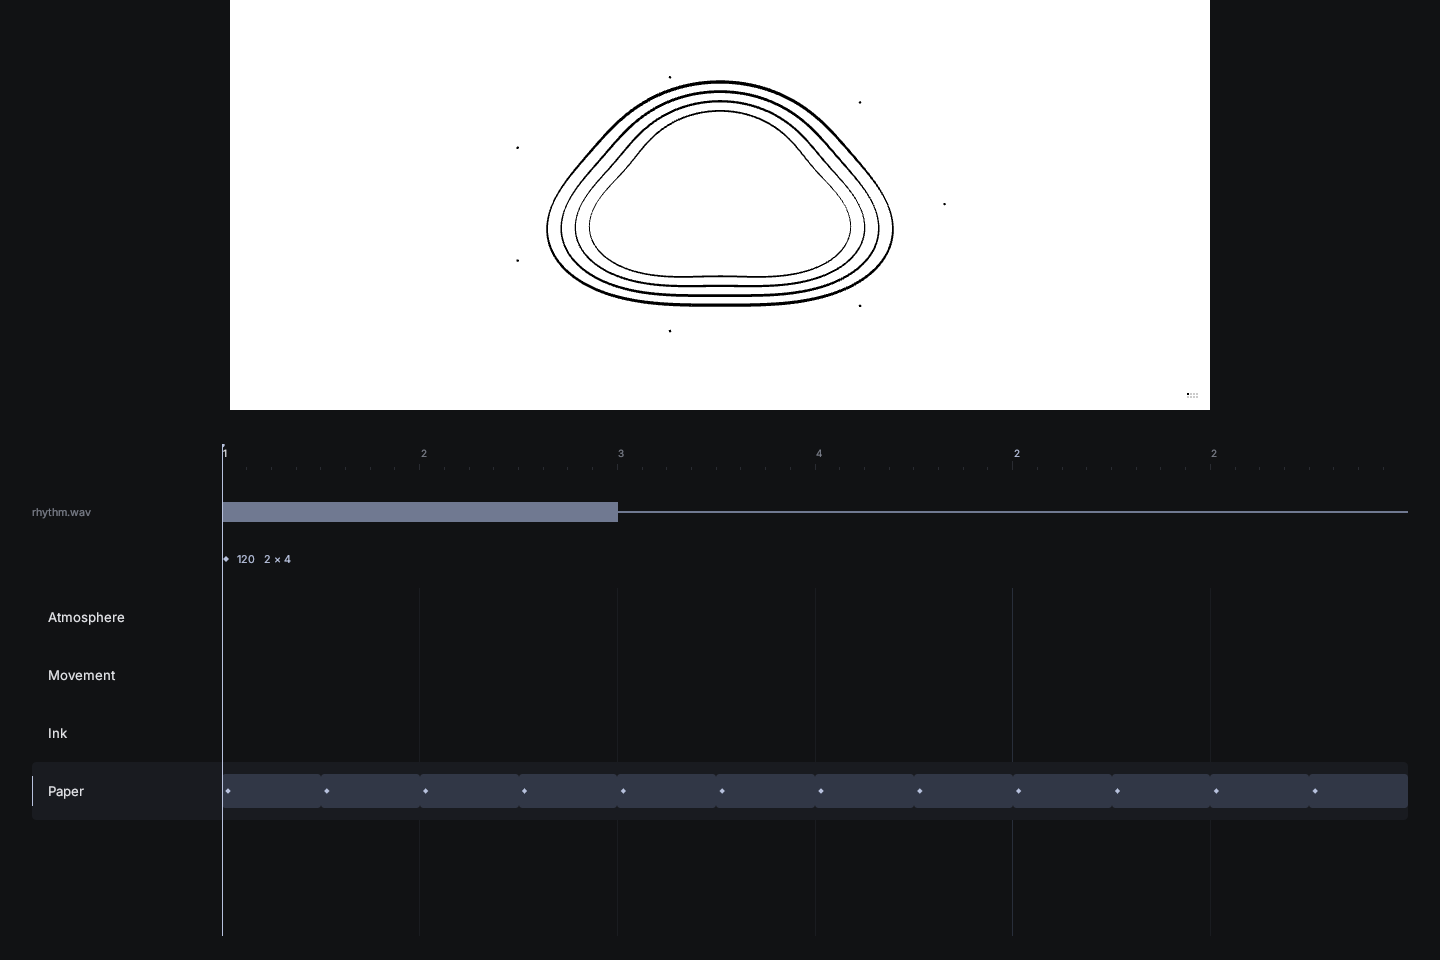 1 2 3 4 2 2
rhythm.wav
120 2 × 4
Atmosphere
Movement
Ink
Paper